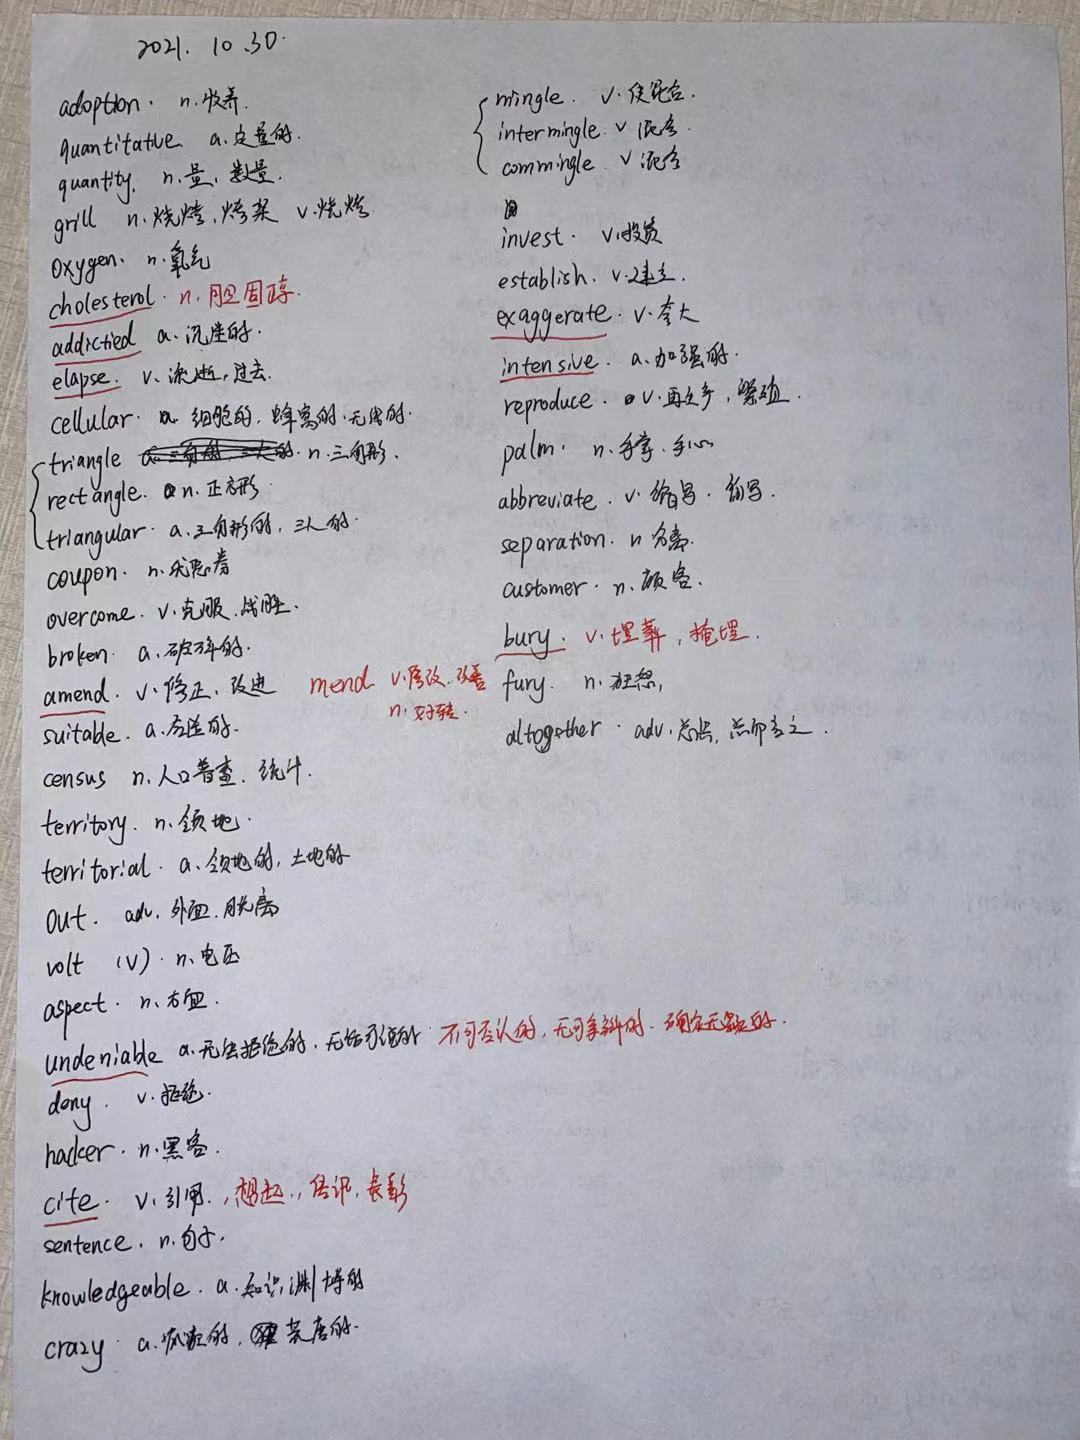 2021. 10. 30.
adoption. n. 收养.
quantitative a. 定量的.
quantity. n. 量, 数量.
grill n. 烧烤, 烤架 v. 烧烤
oxygen. n. 氧气
cholesterol. n. 胆固醇.
addictied a. 沉迷的.
elapse. v. 流逝, 过去.
cellular. a. 细胞的, 蜂窝的. 无线的.
triangle n. 三角形.
rectangle. n. 正方形.
triangular. a. 三角形的, 三人的.
coupon. n. 优惠券
overcome. v. 克服. 战胜.
broken. a. 破碎的.
amend. v. 修正. 改进 mend v. 修改. 改善
n. 好转.
suitable. a. 合适的.
census n. 人口普查. 统计.
territory. n. 领地.
territorial. a. 领地的, 土地的
out. adv. 外面. 脱离
volt (V). n. 电压
aspect. n. 方面.
undeniable a. 无法拒绝的, 不可否认的, 无可争辩的. 确定无疑的.
deny. v. 拒绝.
hacker. n. 黑客.
cite. v. 引用., 想起., 传讯, 表彰
sentence. n. 句子.
knowledgeable. a. 知识渊博的
crazy. a. 疯狂的, 荒唐的.
mingle. v. 使混合.
intermingle. v 混合.
commingle. v 混合
invest. v. 投资
establish. v. 建立.
exaggerate. v. 夸大
intensive. a. 加强的.
reproduce. v. 再生产, 繁殖.
palm. n. 手掌. 手心
abbreviate. v. 缩写. 简写.
separation. n 分离.
customer. n. 顾客.
bury. v. 埋葬, 掩埋.
fury. n. 狂怒,
altogether. adv. 总共, 总而言之.